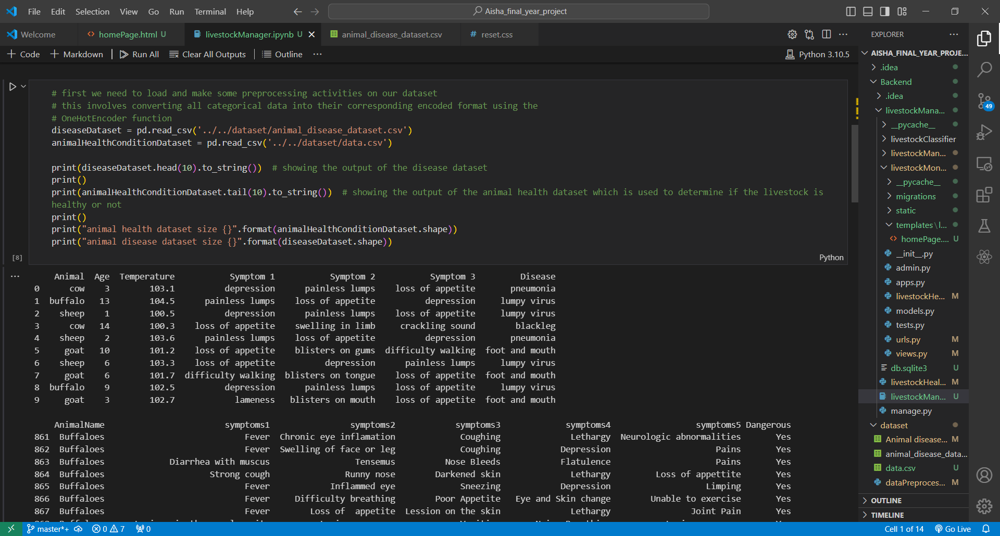 File Edit Selection View Go Run Terminal Help
Aisha_final_year_project
Welcome homePage.html U livestockManager.ipynb U animal_disease_dataset.csv # reset.css
+ Code + Markdown Run All Clear All Outputs Outline ... Python 3.10.5
# first we need to load and make some preprocessing activities on our dataset
# this involves converting all categorical data into their corresponding encoded format using the
# OneHotEncoder function
diseaseDataset = pd.read_csv('../../dataset/animal_disease_dataset.csv')
animalHealthConditionDataset = pd.read_csv('../../dataset/data.csv')
print(diseaseDataset.head(10).to_string()) # showing the output of the disease dataset
print()
print(animalHealthConditionDataset.tail(10).to_string()) # showing the output of the animal health dataset which is used to determine if the livestock is
healthy or not
print()
print("animal health dataset size {}".format(animalHealthConditionDataset.shape))
print("animal disease dataset size {}".format(diseaseDataset.shape))
[8] Python
Animal Age Temperature Symptom 1 Symptom 2 Symptom 3 Disease
0 cow 3 103.1 depression painless lumps loss of appetite pneumonia
1 buffalo 13 104.5 painless lumps loss of appetite depression lumpy virus
2 sheep 1 100.5 depression painless lumps loss of appetite lumpy virus
3 cow 14 100.3 loss of appetite swelling in limb crackling sound blackleg
4 sheep 2 103.6 painless lumps loss of appetite depression pneumonia
5 goat 10 101.2 loss of appetite blisters on gums difficulty walking foot and mouth
6 sheep 6 103.3 loss of appetite depression painless lumps lumpy virus
7 goat 6 101.7 difficulty walking blisters on tongue loss of appetite foot and mouth
8 buffalo 9 102.5 depression painless lumps loss of appetite lumpy virus
9 goat 3 102.7 lameness blisters on mouth loss of appetite foot and mouth
AnimalName symptoms1 symptoms2 symptoms3 symptoms4 symptoms5 Dangerous
861 Buffaloes Fever Chronic eye inflamation Coughing Lethargy Neurologic abnormalities Yes
862 Buffaloes Fever Swelling of face or leg Coughing Depression Pains Yes
863 Buffaloes Diarrhea with muscus Tensemus Nose Bleeds Flatulence Pains Yes
864 Buffaloes Strong cough Runny nose Darkened skin Lethargy Loss of appettite Yes
865 Buffaloes Fever Inflammed eye Sneezing Depression Limping Yes
866 Buffaloes Fever Difficulty breathing Poor Appetite Eye and Skin change Unable to exercise Yes
867 Buffaloes Fever Loss of appetite Lession on the skin Lethargy Joint Pain Yes
EXPLORER ...
AISHA_FINAL_YEAR_PROJE...
.idea
Backend
.idea
livestockMana...
__pycache__
livestockClassifier
livestockMan...
livestockMon...
__pycache__
migrations
static
templates\l...
homePage.... U
__init__.py
admin.py
apps.py
livestockHe... M
models.py
tests.py
urls.py M
views.py M
db.sqlite3 U
livestockHeal... M
livestockMan... U
manage.py
dataset
Animal disease... M
animal_disease_data...
data.csv U
dataPreproces... M
OUTLINE
TIMELINE
49
master*+ 0 7 0 Cell 1 of 14 Go Live